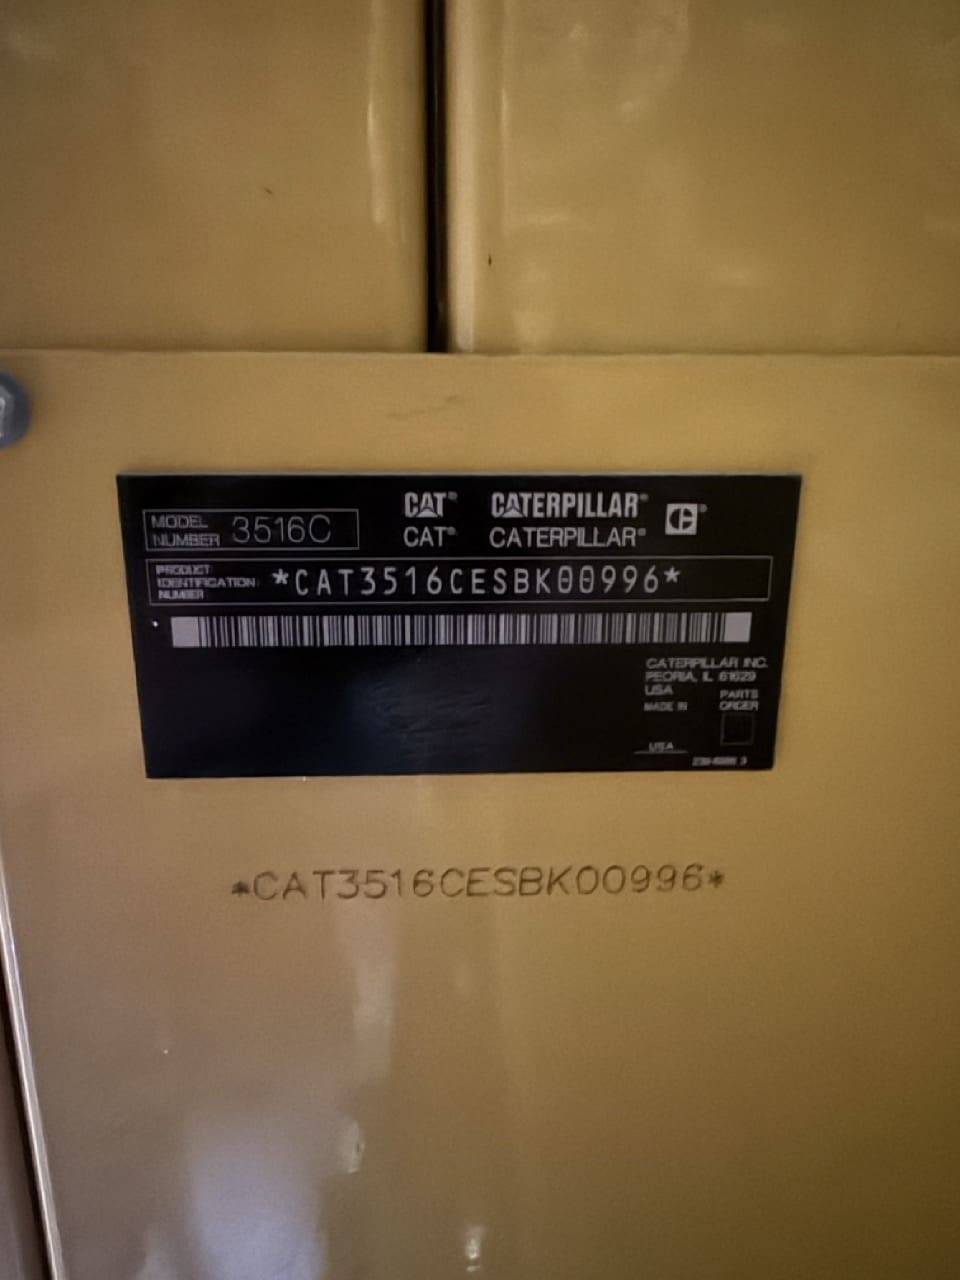 MODEL NUMBER 3516C
CAT® CATERPILLAR®
CAT® CATERPILLAR®
PRODUCT IDENTIFICATION NUMBER *CAT3516CESBK00996*
CATERPILLAR INC.
PEORIA, IL 61629
USA
MADE IN
USA
PARTS
ORDER
*CAT3516CESBK00996*